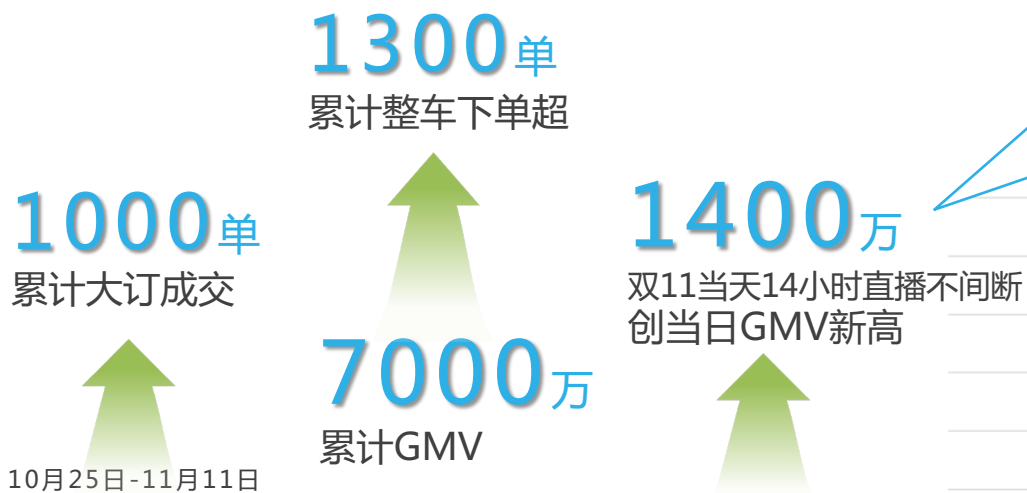 1300单
累计整车下单超
1000单
累计大订成交
1400万
双11当天14小时直播不间断
创当日GMV新高
7000万
累计GMV
10月25日-11月11日